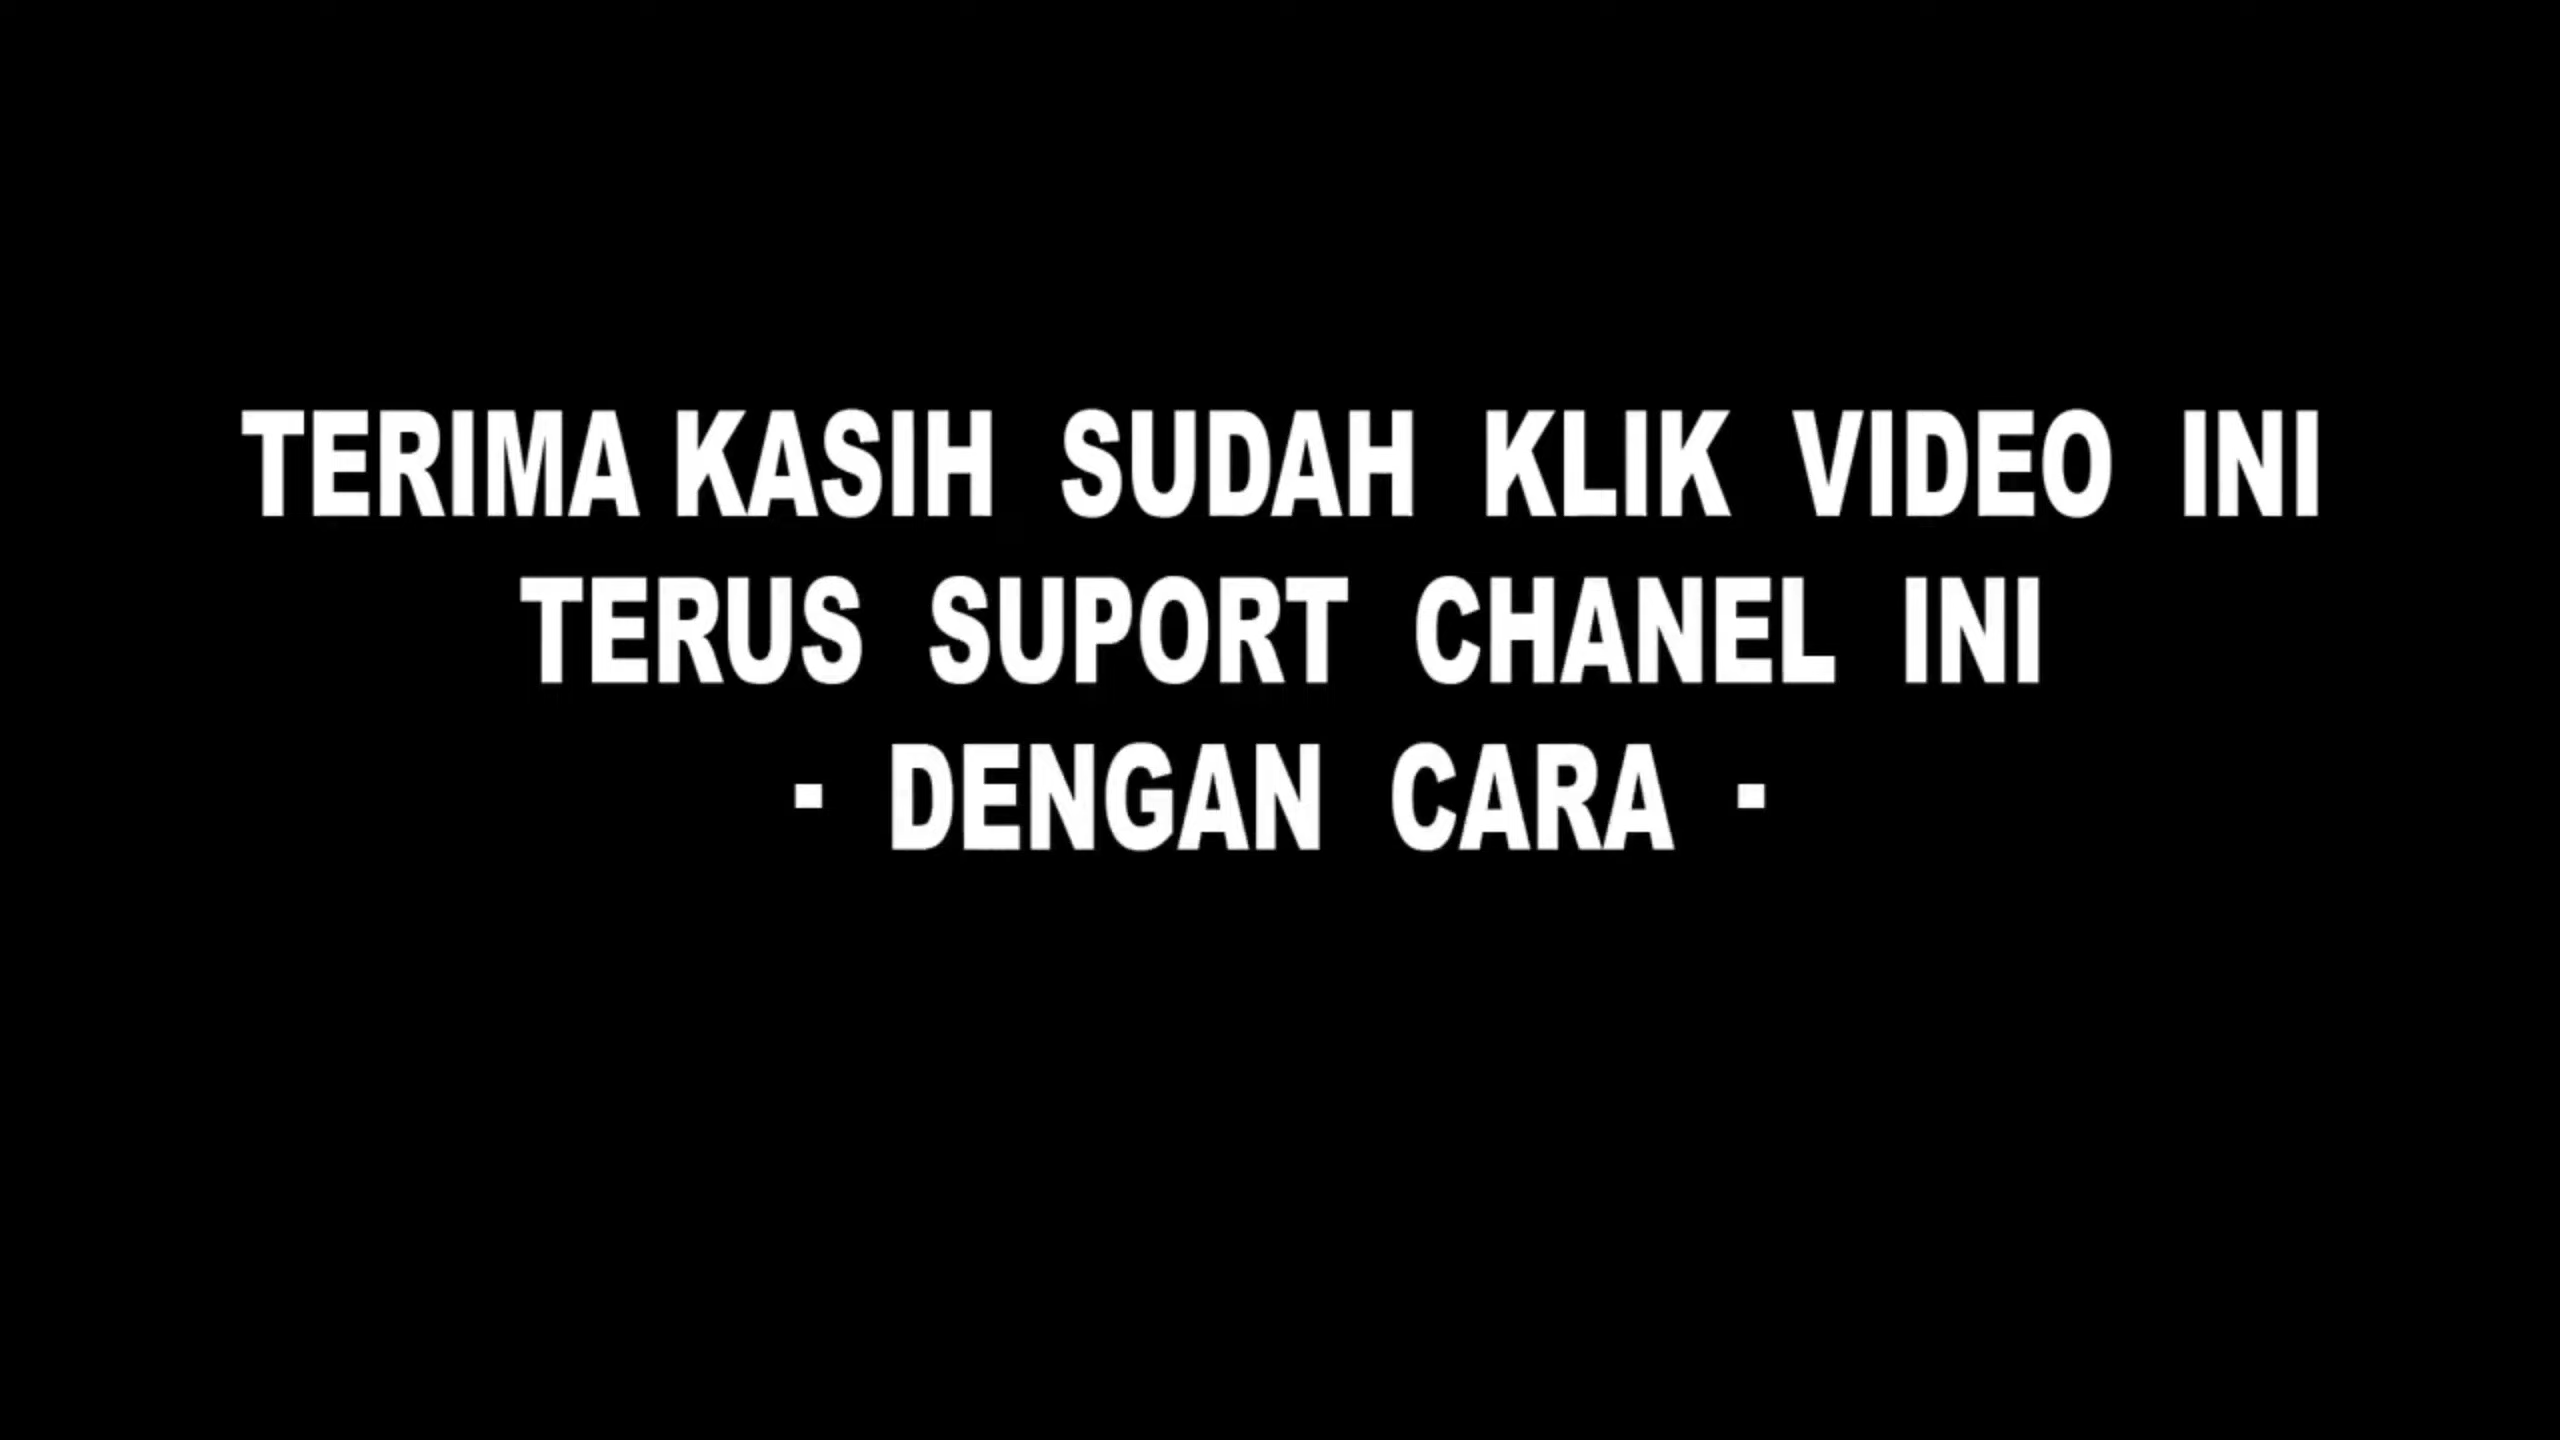 TERIMA KASIH SUDAH KLIK VIDEO INI
TERUS SUPORT CHANEL INI
- DENGAN CARA -